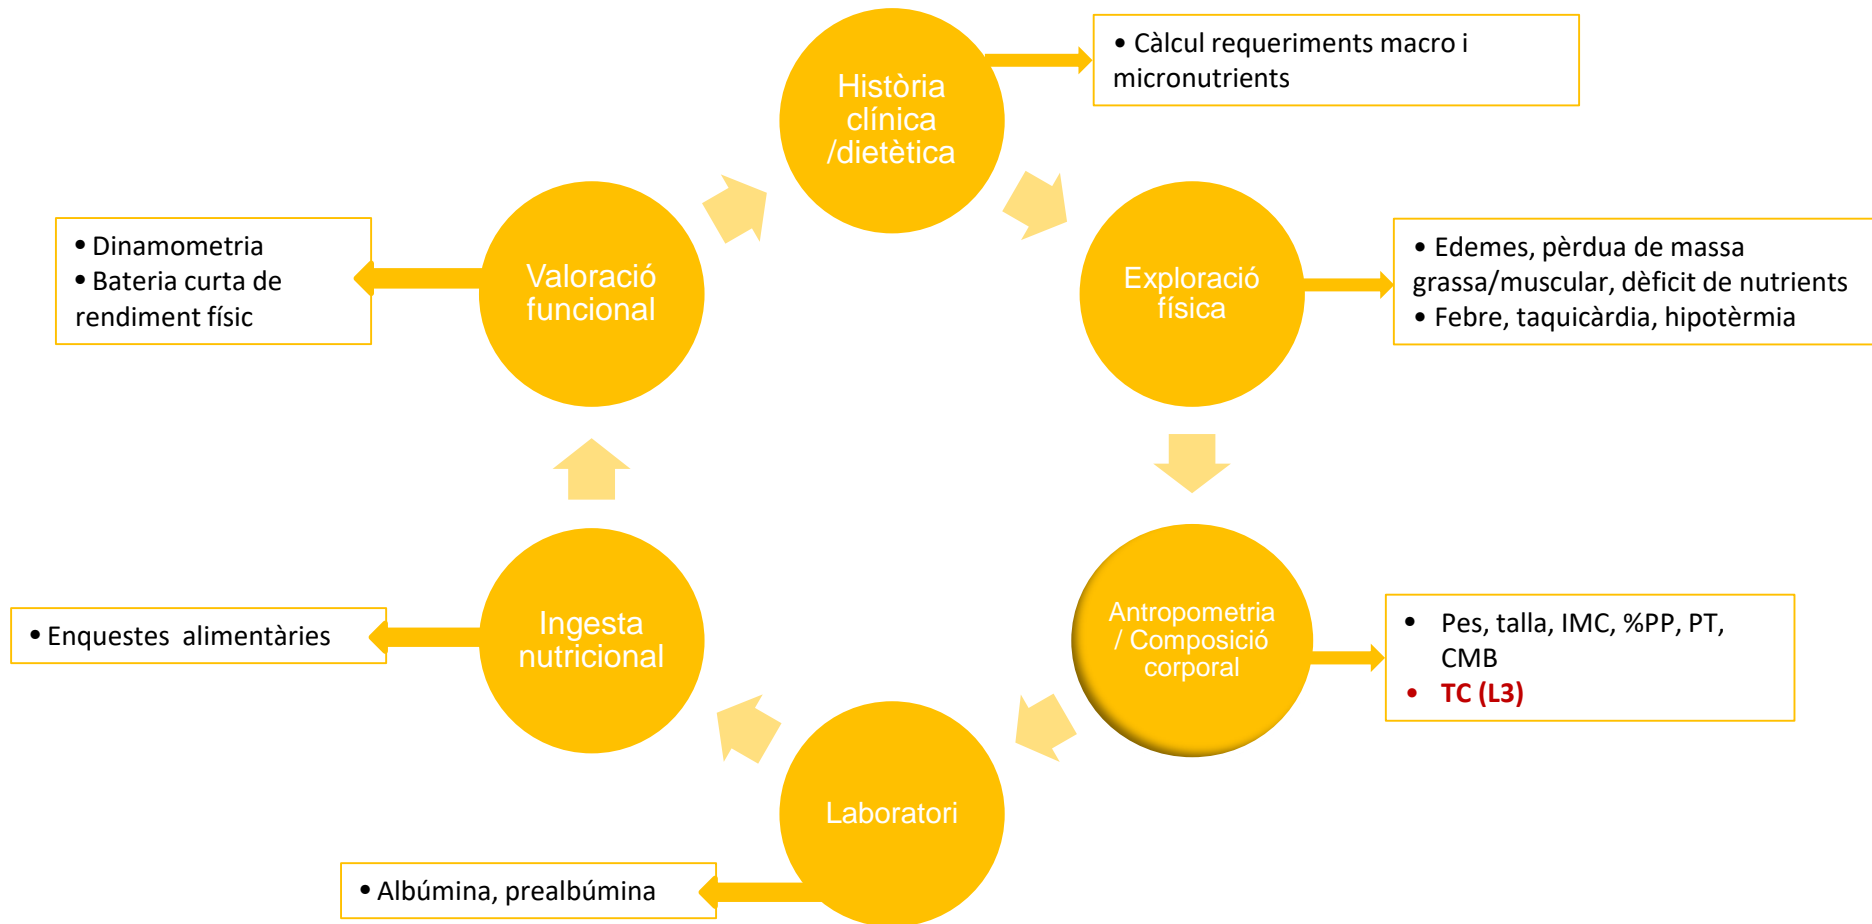 Història
clínica
/dietètica
• Càlcul requeriments macro i
micronutrients
Exploració
física
• Edemes, pèrdua de massa
grassa/muscular, dèficit de nutrients
• Febre, taquicàrdia, hipotèrmia
Antropometria
/ Composició
corporal
• Pes, talla, IMC, %PP, PT,
CMB
• TC (L3)
Laboratori
• Albúmina, prealbúmina
Ingesta
nutricional
• Enquestes alimentàries
Valoració
funcional
• Dinamometria
• Bateria curta de
rendiment físic